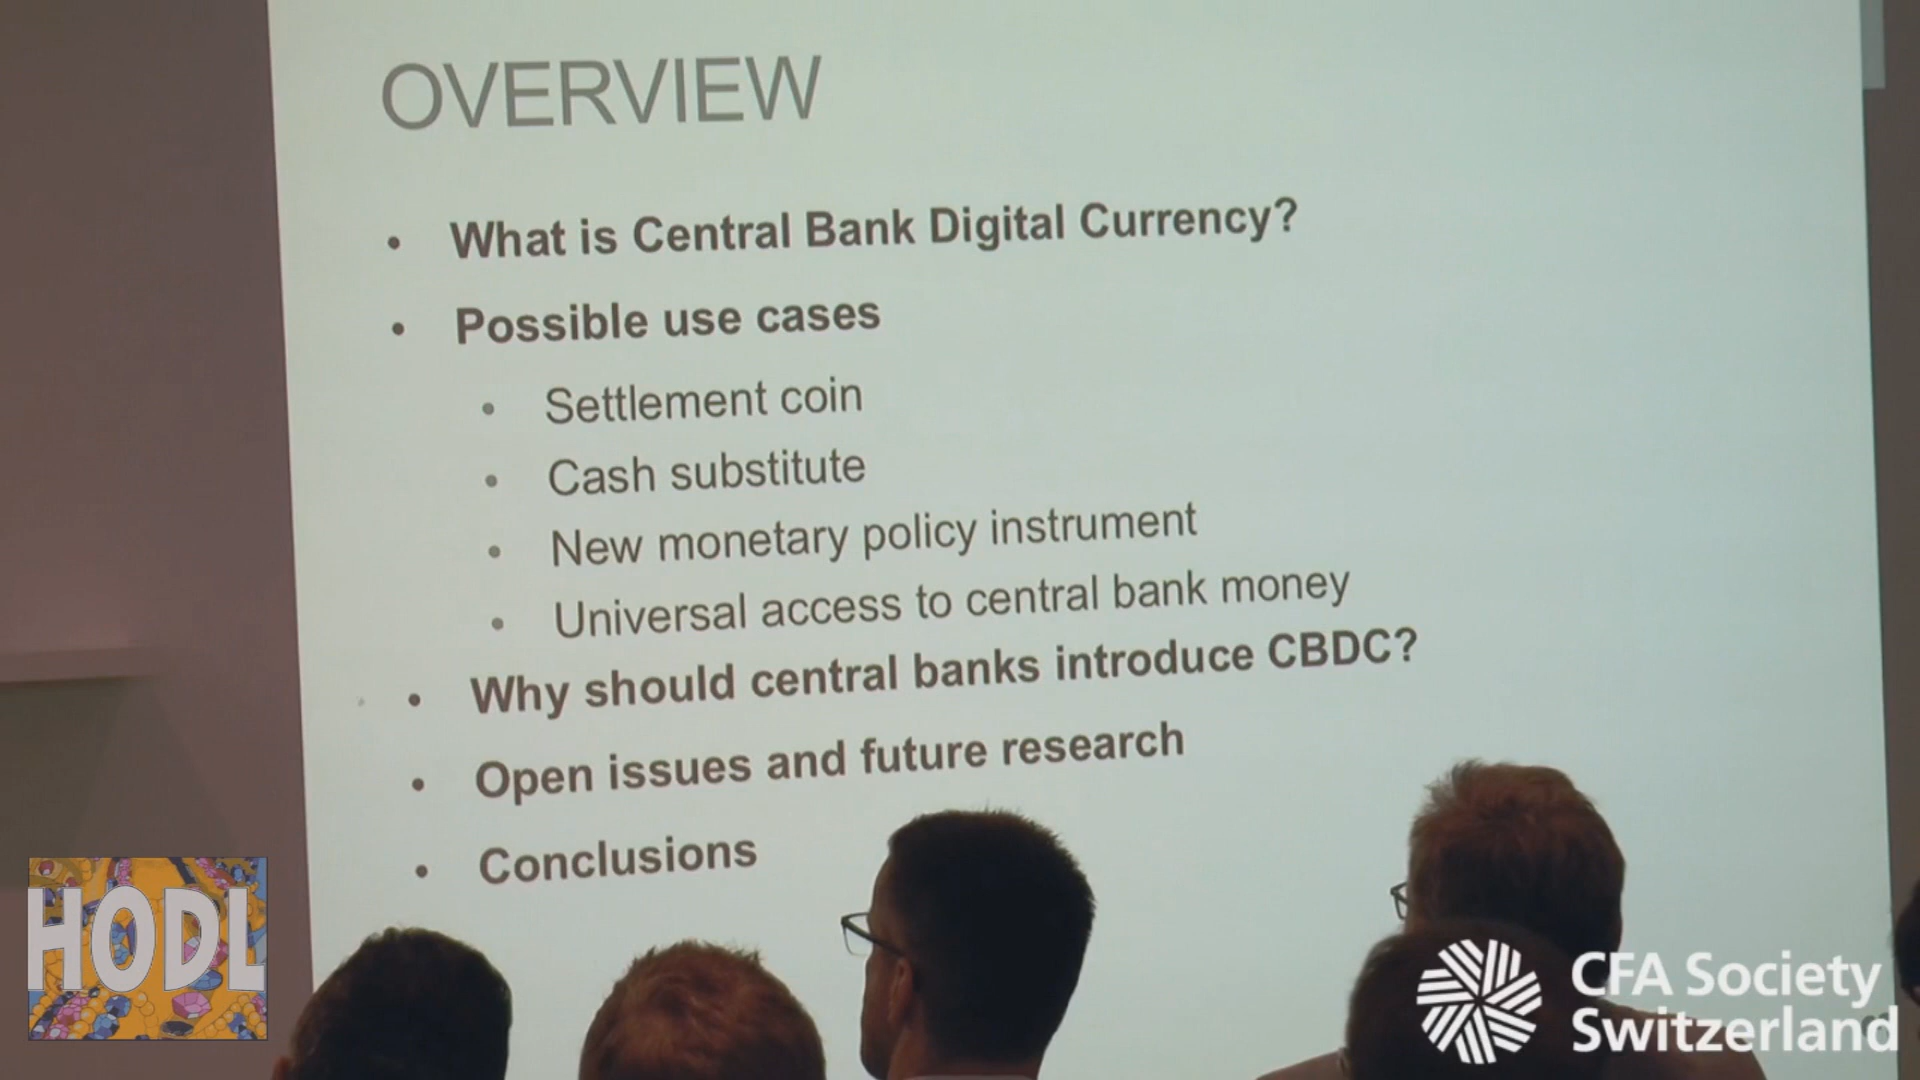 OVERVIEW
• What is Central Bank Digital Currency?
• Possible use cases
• Settlement coin
• Cash substitute
• New monetary policy instrument
• Universal access to central bank money
• Why should central banks introduce CBDC?
• Open issues and future research
• Conclusions
HODL
CFA Society
Switzerland